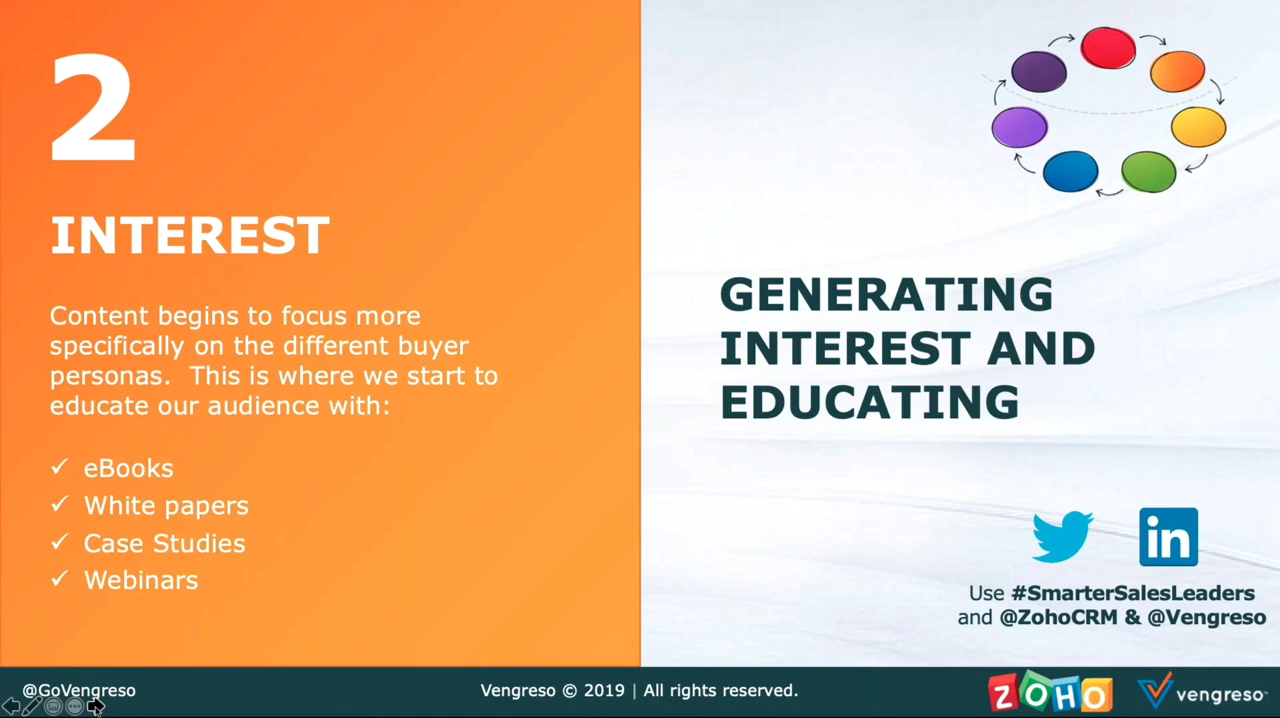 2
INTEREST
Content begins to focus more
specifically on the different buyer
personas.  This is where we start to
educate our audience with:
✓ eBooks
✓ White papers
✓ Case Studies
✓ Webinars
GENERATING
INTEREST AND
EDUCATING
in
Use #SmarterSalesLeaders
and @ZohoCRM & @Vengreso
@GoVengreso
Vengreso © 2019 | All rights reserved.
ZOHO
vengreso